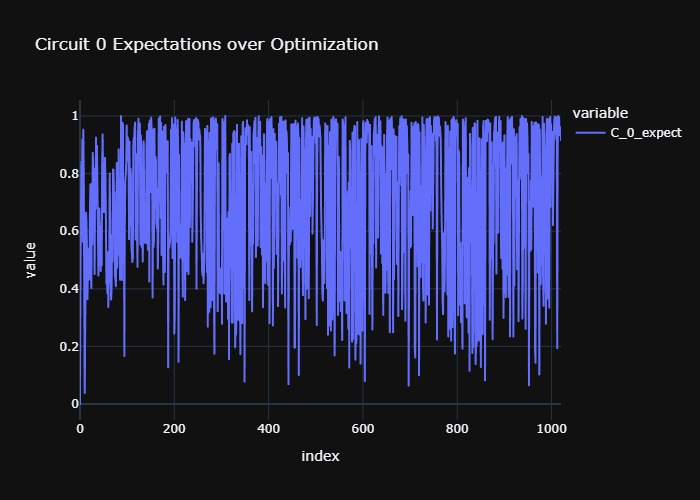 Circuit 0 Expectations over Optimization
variable
C_0_expect
value
1
0.8
0.6
0.4
0.2
0
0 200 400 600 800 1000
index